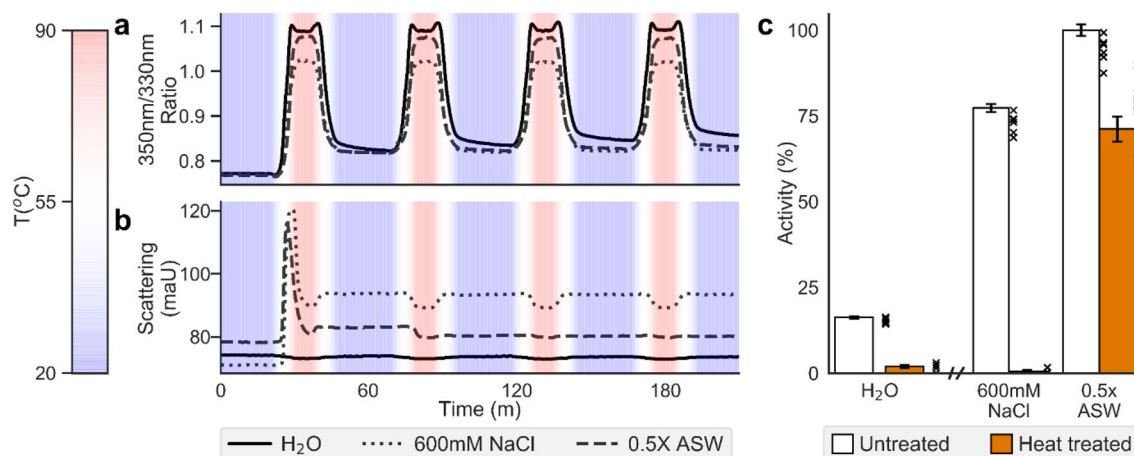 a
90
55
20
T(ºC)
350nm/330nm
Ratio
1.1
1.0
0.9
0.8
b
Scattering
(maU)
120
100
80
0
60
120
180
Time (m)
H2O
600mM NaCl
0.5X ASW
c
Activity (%)
100
75
50
25
0
H2O
600mM
NaCl
0.5x
ASW
Untreated
Heat treated